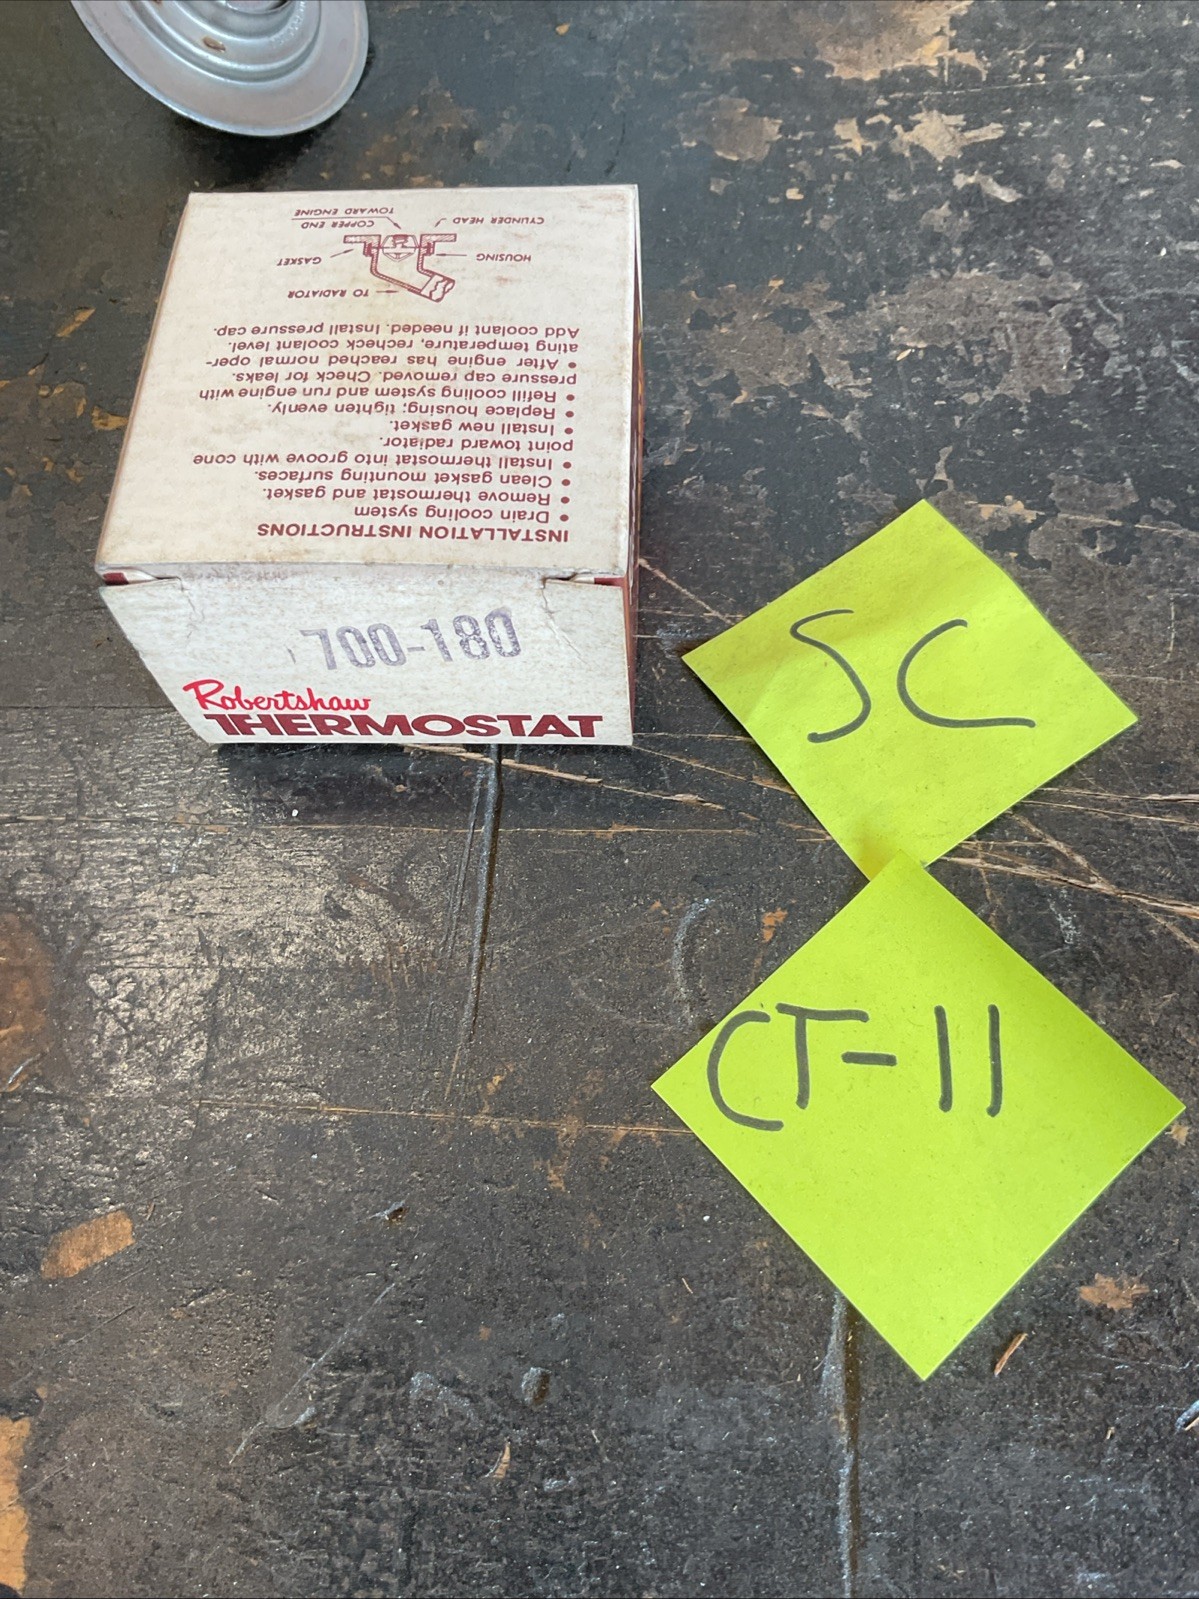 INSTALLATION INSTRUCTIONS
• Drain cooling system
• Remove thermostat and gasket.
• Clean gasket mounting surfaces.
• Install thermostat into groove with cone
point toward radiator.
• Install new gasket.
• Replace housing; tighten evenly.
• Refill cooling system and run engine with
pressure cap removed. Check for leaks.
• After engine has reached normal oper-
ating temperature, recheck coolant level.
Add coolant if needed. Install pressure cap.
TO RADIATOR
HOUSING
GASKET
CYLINDER HEAD
COPPER END
TOWARD ENGINE
700-180
Robertshaw
THERMOSTAT
SC
CT-11